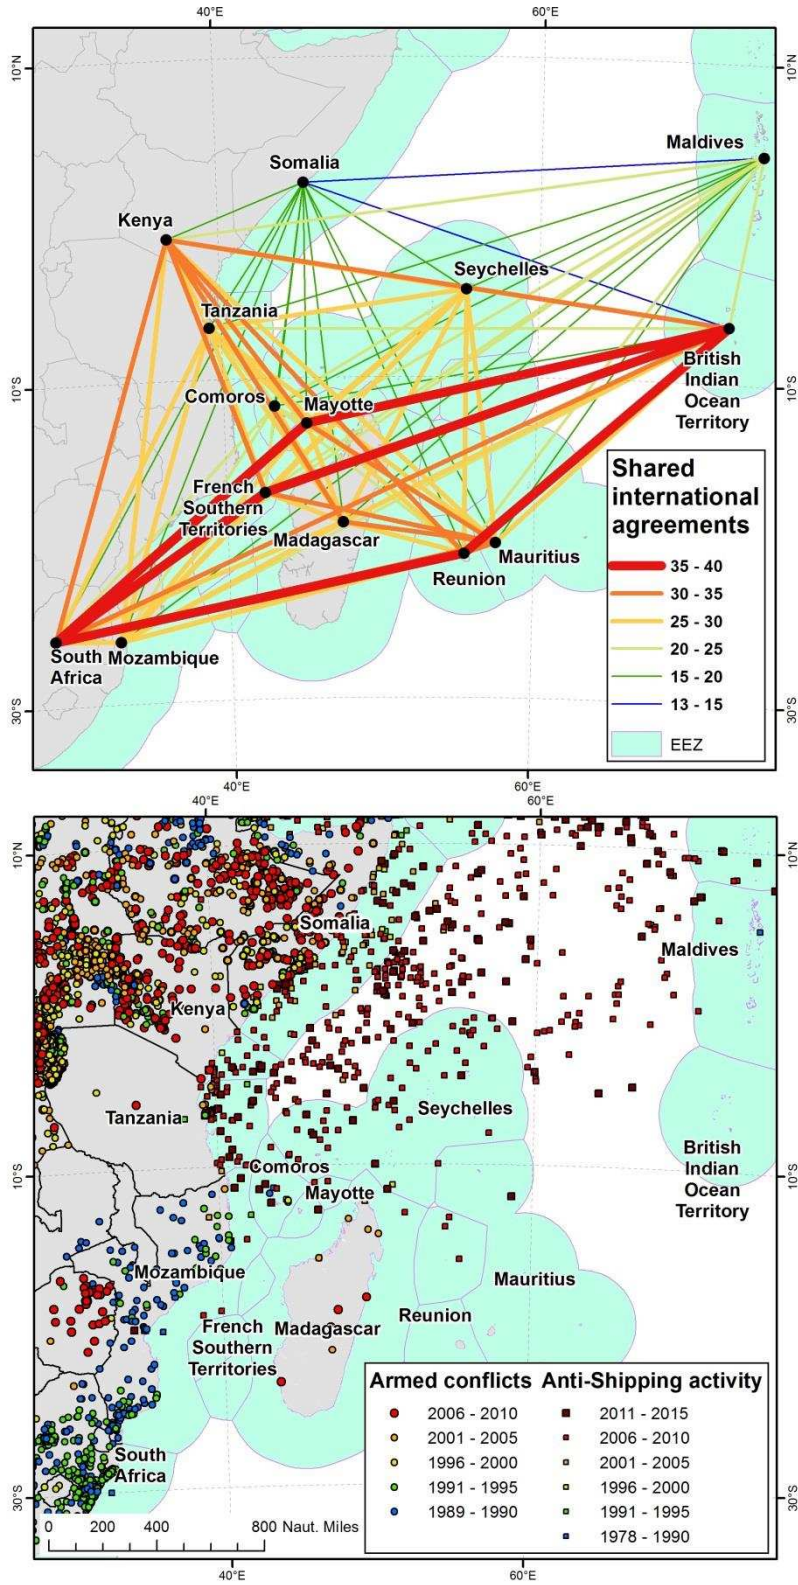 40°E
60°E
10°N
10°N
Maldives
Somalia
Kenya
Seychelles
Tanzania
British
Indian
Ocean
Territory
10°S
10°S
Comoros
Mayotte
French
Southern
Territories
Madagascar
Mauritius
Reunion
South
Africa
Mozambique
Shared
international
agreements
35 - 40
30 - 35
25 - 30
20 - 25
15 - 20
13 - 15
EEZ
30°S
30°S
40°E
60°E
40°E
60°E
10°N
10°N
Somalia
Maldives
Kenya
Tanzania
Seychelles
British
Indian
Ocean
Territory
10°S
10°S
Comoros
Mayotte
Mozambique
Mauritius
Reunion
French
Southern
Territories
Madagascar
South
Africa
Armed conflicts
2006 - 2010
2001 - 2005
1996 - 2000
1991 - 1995
1989 - 1990
Anti-Shipping activity
2011 - 2015
2006 - 2010
2001 - 2005
1996 - 2000
1991 - 1995
1978 - 1990
30°S
30°S
0 200 400 800 Naut. Miles
40°E
60°E